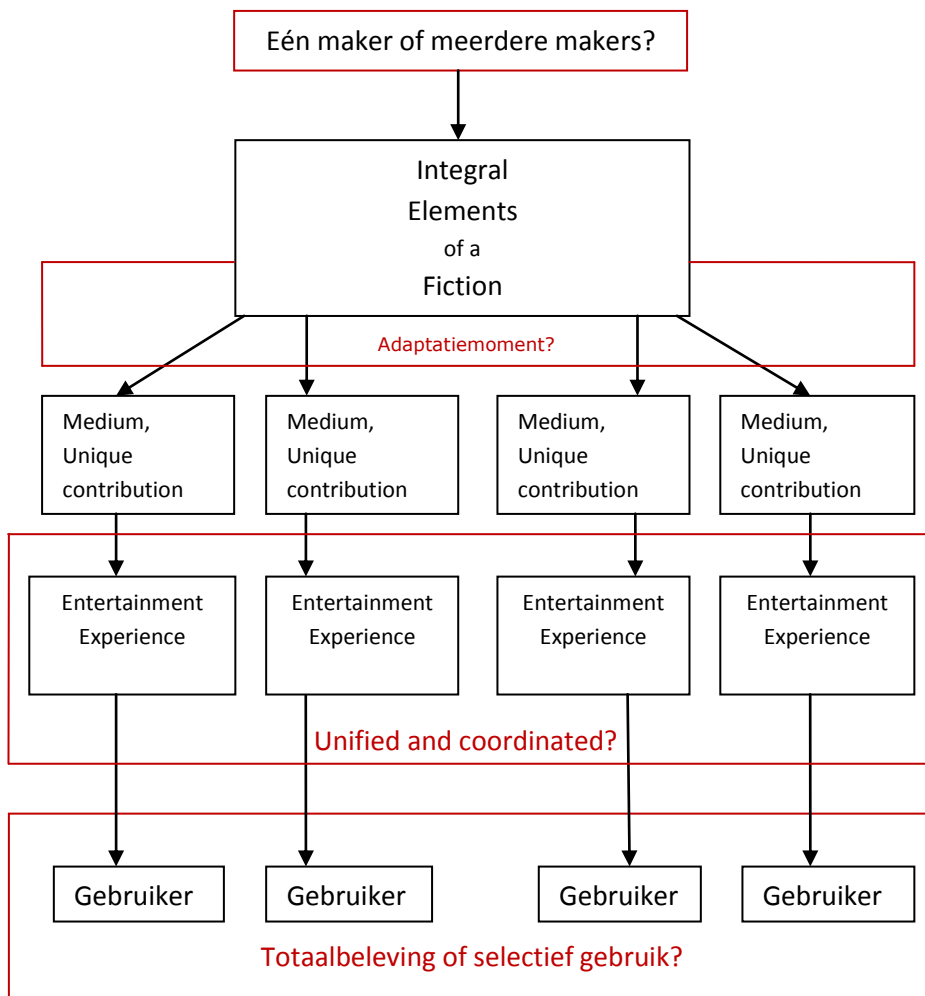 Eén maker of meerdere makers?
Integral
Elements
of a
Fiction
Adaptatiemoment?
Medium,
Unique
contribution
Medium,
Unique
contribution
Medium,
Unique
contribution
Medium,
Unique
contribution
Entertainment
Experience
Entertainment
Experience
Entertainment
Experience
Entertainment
Experience
Unified and coordinated?
Gebruiker
Gebruiker
Gebruiker
Gebruiker
Totaalbeleving of selectief gebruik?